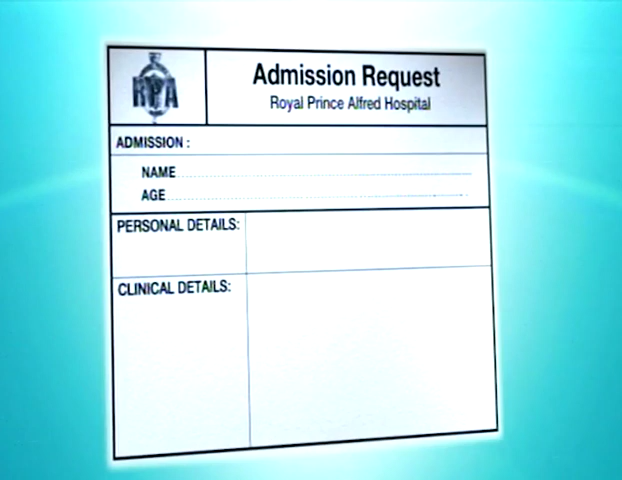 RPA
Admission Request
Royal Prince Alfred Hospital
ADMISSION :
NAME
AGE
PERSONAL DETAILS:
CLINICAL DETAILS: